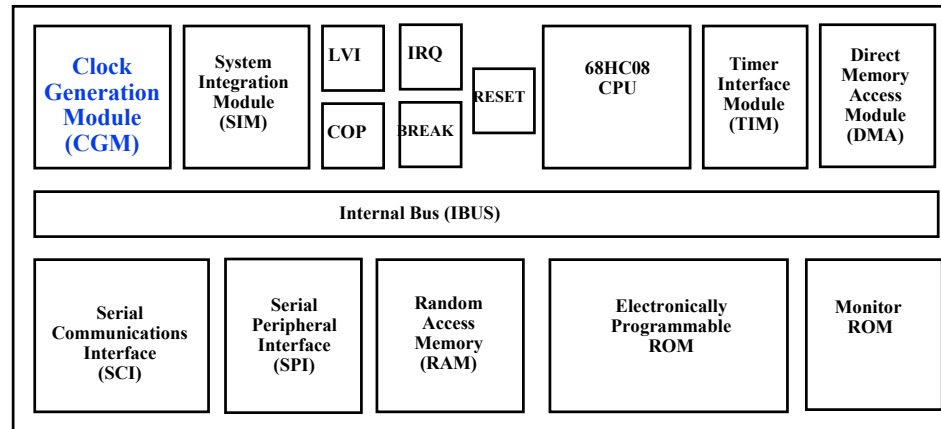 Clock
Generation
Module
(CGM)
System
Integration
Module
(SIM)
LVI
IRQ
COP
BREAK
RESET
68HC08
CPU
Timer
Interface
Module
(TIM)
Direct
Memory
Access
Module
(DMA)
Internal Bus (IBUS)
Serial
Communications
Interface
(SCI)
Serial
Peripheral
Interface
(SPI)
Random
Access
Memory
(RAM)
Electronically
Programmable
ROM
Monitor
ROM